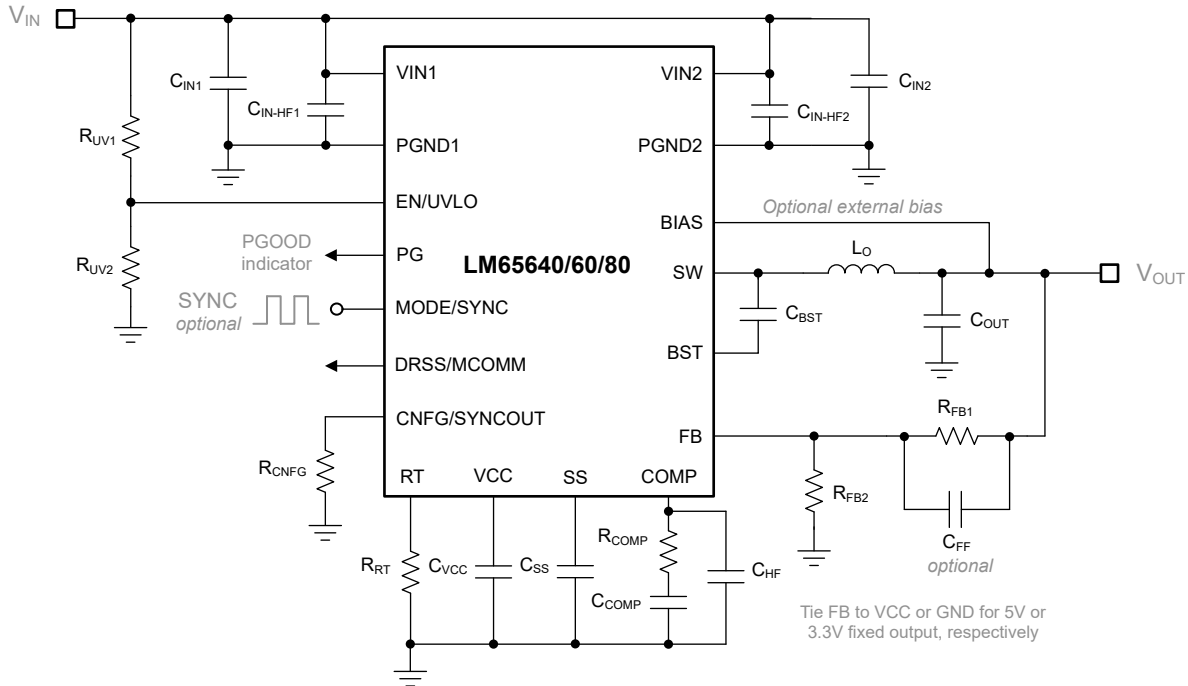 VIN
VIN1
VIN2
CIN1
CIN-HF1
CIN2
CIN-HF2
RUV1
PGND1
PGND2
EN/UVLO
Optional external bias
BIAS
PGOOD
indicator
PG
LM65640/60/80
SW
LO
VOUT
RUV2
SYNC
optional
MODE/SYNC
CBST
COUT
BST
DRSS/MCOMM
CNFG/SYNCOUT
FB
RFB1
RCNFG
RT
VCC
SS
COMP
RFB2
CFF
optional
RRT
CVCC
CSS
RCOMP
CCOMP
CHF
Tie FB to VCC or GND for 5V or
3.3V fixed output, respectively